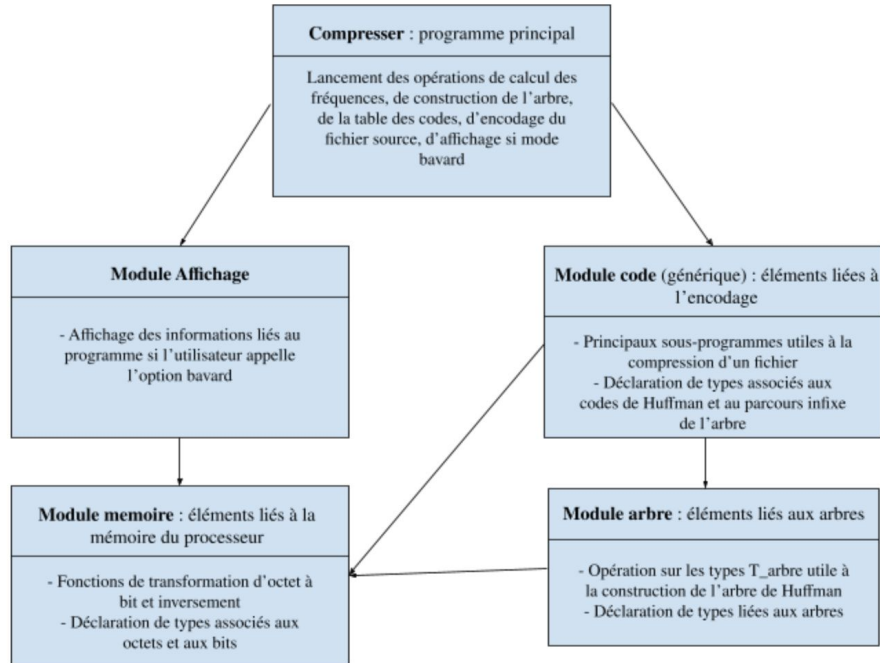 Compresser : programme principal
Lancement des opérations de calcul des
fréquences, de construction de l'arbre,
de la table des codes, d'encodage du
fichier source, d'affichage si mode
bavard
Module Affichage
- Affichage des informations liés au
programme si l'utilisateur appelle
l'option bavard
Module code (générique) : éléments liées à
l'encodage
- Principaux sous-programmes utiles à la
compression d'un fichier
- Déclaration de types associés aux
codes de Huffman et au parcours infixe
de l'arbre
Module memoire : éléments liés à la
mémoire du processeur
- Fonctions de transformation d'octet à
bit et inversement
- Déclaration de types associés aux
octets et aux bits
Module arbre : éléments liés aux arbres
- Opération sur les types T_arbre utile à
la construction de l'arbre de Huffman
- Déclaration de types liées aux arbres